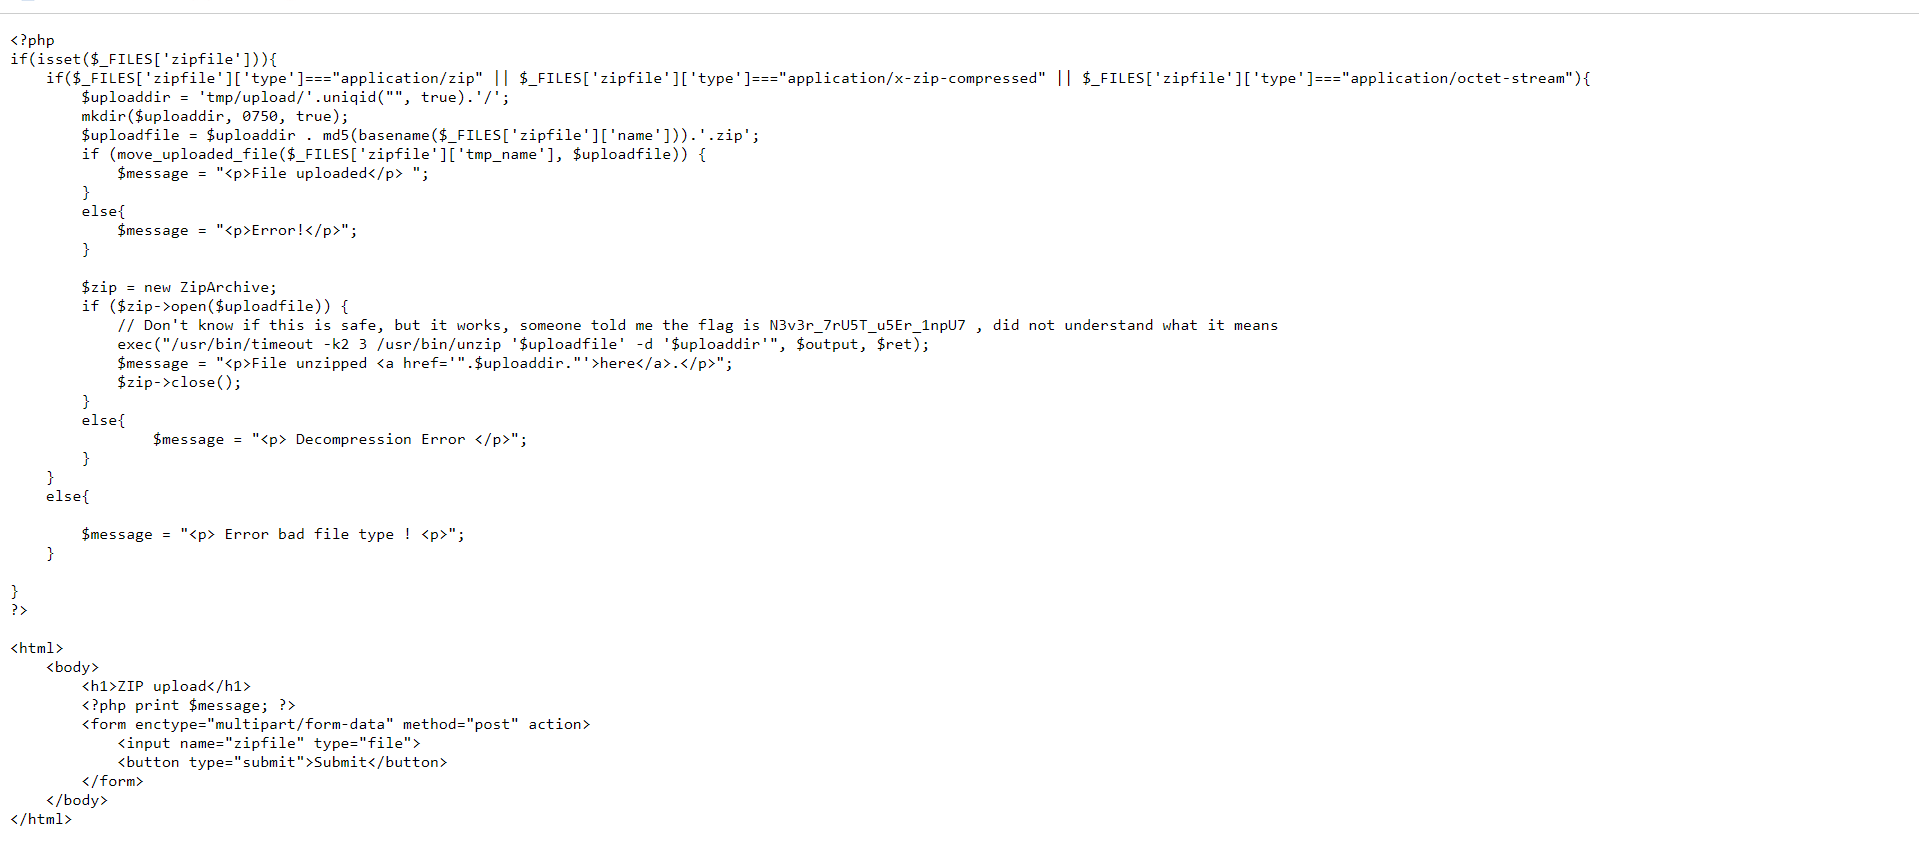 <?php
if(isset($_FILES['zipfile'])){
    if($_FILES['zipfile']['type']==="application/zip" || $_FILES['zipfile']['type']==="application/x-zip-compressed" || $_FILES['zipfile']['type']==="application/octet-stream"){
        $uploaddir = 'tmp/upload/'.uniqid("", true).'/';
        mkdir($uploaddir, 0750, true);
        $uploadfile = $uploaddir . md5(basename($_FILES['zipfile']['name'])).'.zip';
        if (move_uploaded_file($_FILES['zipfile']['tmp_name'], $uploadfile)) {
            $message = "<p>File uploaded</p> ";
        }
        else{
            $message = "<p>Error!</p>";
        }

        $zip = new ZipArchive;
        if ($zip->open($uploadfile)) {
            // Don't know if this is safe, but it works, someone told me the flag is N3v3r_7rU5T_u5Er_1npU7 , did not understand what it means
            exec("/usr/bin/timeout -k2 3 /usr/bin/unzip '$uploadfile' -d '$uploaddir'", $output, $ret);
            $message = "<p>File unzipped <a href='".$uploaddir."'>here</a>.</p>";
            $zip->close();
        }
        else{
                $message = "<p> Decompression Error </p>";
        }
    }
    else{

        $message = "<p> Error bad file type ! <p>";
    }

}
?>

<html>
    <body>
        <h1>ZIP upload</h1>
        <?php print $message; ?>
        <form enctype="multipart/form-data" method="post" action>
            <input name="zipfile" type="file">
            <button type="submit">Submit</button>
        </form>
    </body>
</html>